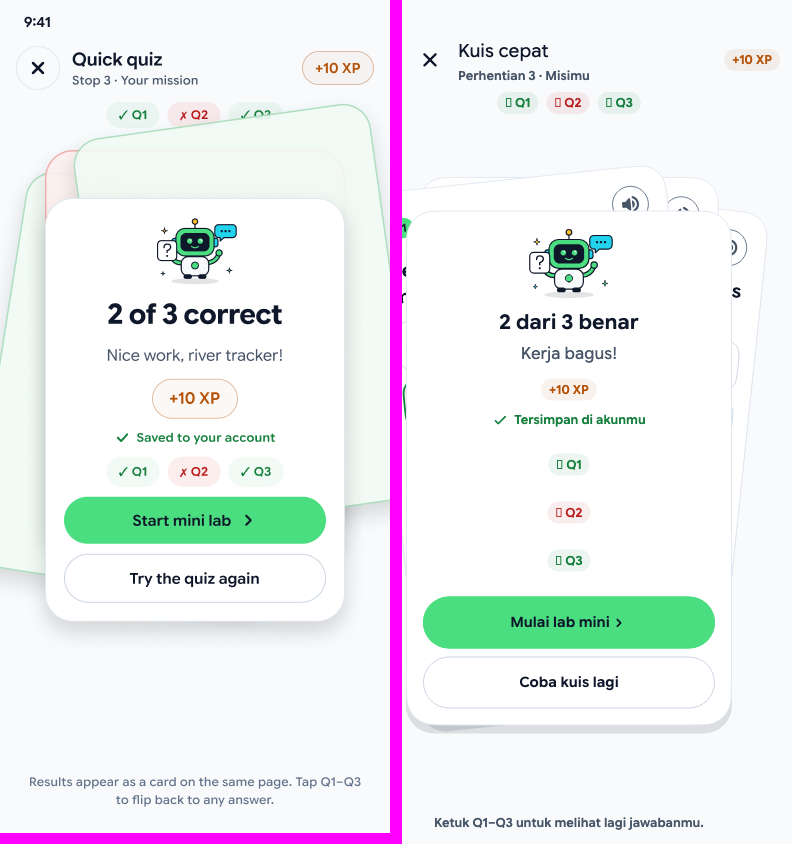 9:41
Quick quiz
Stop 3 · Your mission
+10 XP
✓ Q1
✗ Q2
✓ Q3
2 of 3 correct
Nice work, river tracker!
+10 XP
✓ Saved to your account
✓ Q1
✗ Q2
✓ Q3
Start mini lab
Try the quiz again
Results appear as a card on the same page. Tap Q1–Q3
to flip back to any answer.
Kuis cepat
Perhentian 3 · Misimu
+10 XP
Q1
Q2
Q3
2 dari 3 benar
Kerja bagus!
+10 XP
✓ Tersimpan di akunmu
Q1
Q2
Q3
Mulai lab mini
Coba kuis lagi
Ketuk Q1–Q3 untuk melihat lagi jawabanmu.